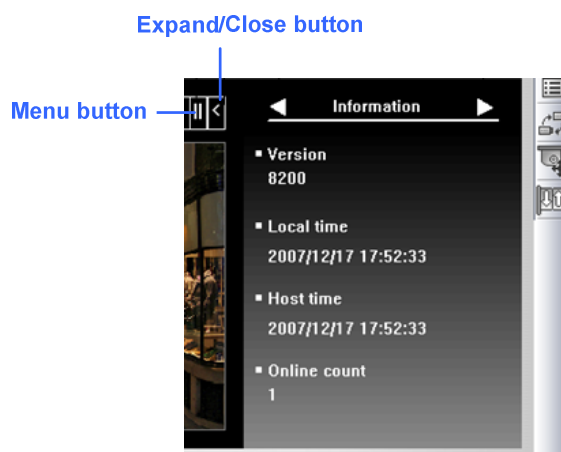 Expand/Close button
Menu button
Information
▪ Version
8200
▪ Local time
2007/12/17 17:52:33
▪ Host time
2007/12/17 17:52:33
▪ Online count
1